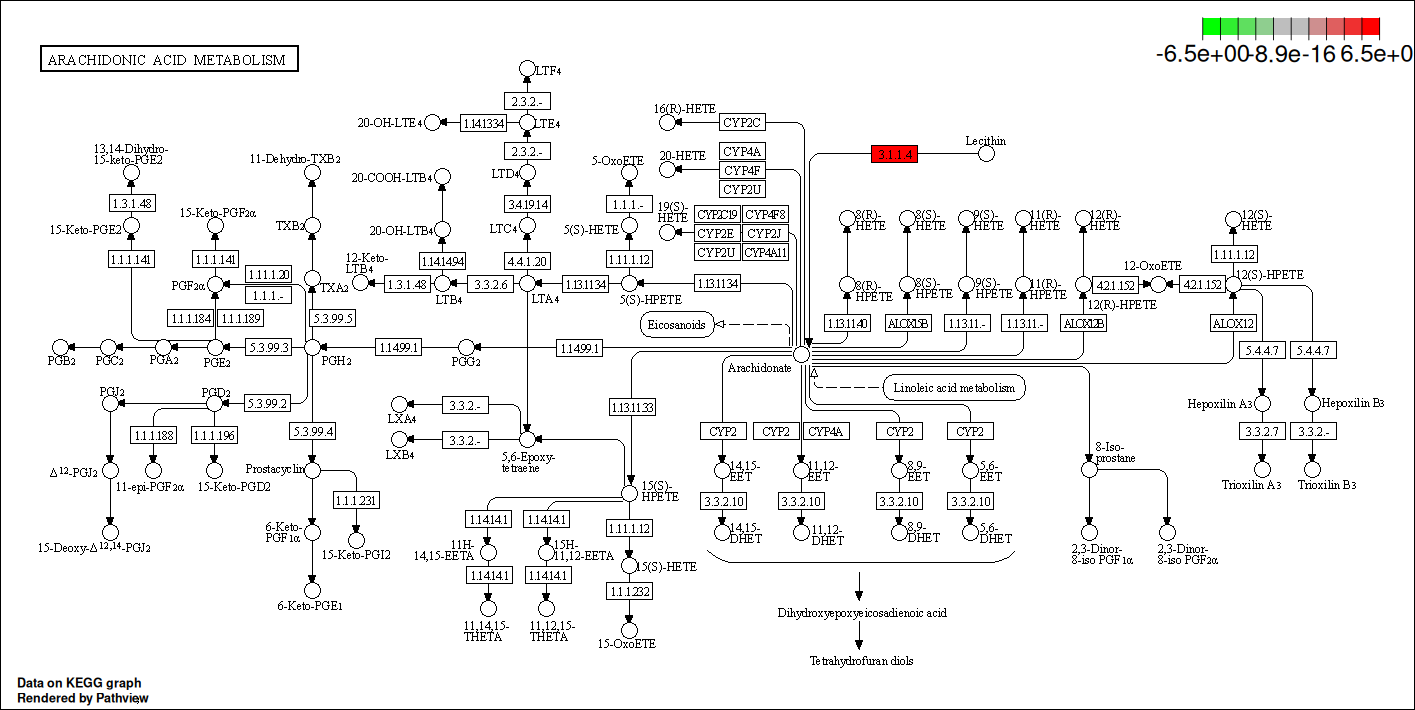 -6.5e+00
-8.9e-16
6.5e+0
ARACHIDONIC ACID METABOLISM
LTF4
2.3.2.-
20-OH-LTE4
1.14.13.34
LTE4
2.3.2.-
LTD4
3.4.19.14
LTC4
4.4.1.20
16(R)-HETE
CYP2C
20-HETE
CYP4A
CYP4F
CYP2U
19(S)-
HETE
CYP2C19
CYP4F8
CYP2E
CYP2J
CYP2U
CYP4A11
3.1.1.4
Lecithin
13,14-Dihydro-
15-keto-PGE2
1.3.1.48
15-Keto-PGE2
1.1.1.141
15-Keto-PGF2α
1.1.1.141
PGF2α
11-Dehydro-TXB2
TXB2
TXA2
1.11.1.20
1.1.1.-
1.1.1.184
1.1.1.189
5.3.99.5
20-COOH-LTB4
20-OH-LTB4
1.14.14.94
12-Keto-
LTB4
1.3.1.48
LTB4
3.3.2.6
LTA4
1.13.11.34
5-OxoETE
1.1.1.-
5(S)-HETE
1.11.1.12
5(S)-HPETE
1.13.11.34
8(R)-
HETE
8(S)-
HETE
9(S)-
HETE
11(R)-
HETE
12(R)-
HETE
12(S)-
HETE
1.11.1.12
8(R)-
HPETE
8(S)-
HPETE
9(S)-
HPETE
11(R)-
HPETE
12(R)-HPETE
4.2.1.152
12-OxoETE
4.2.1.152
12(S)-HPETE
1.13.11.40
ALOX15B
1.13.11.-
1.13.11.-
ALOX12B
ALOX12
5.4.4.7
5.4.4.7
Eicosanoids
PGB2
PGC2
PGA2
PGE2
5.3.99.3
PGH2
1.14.99.1
PGG2
1.14.99.1
Arachidonate
Linoleic acid metabolism
PGJ2
PGD2
5.3.99.2
1.1.1.188
1.1.1.196
5.3.99.4
LXA4
3.3.2.-
LXB4
3.3.2.-
5,6-Epoxy-
tetraene
1.13.11.33
CYP2
CYP2
CYP4A
CYP2
CYP2
Hepoxilin A3
Hepoxilin B3
3.3.2.7
3.3.2.-
Trioxilin A3
Trioxilin B3
Δ12-PGJ2
11-epi-PGF2α
15-Keto-PGD2
Prostacyclin
1.1.1.231
15-Deoxy-Δ12,14-PGJ2
6-Keto-
PGF1α
15-Keto-PGI2
6-Keto-PGE1
15(S)-
HPETE
1.14.14.1
1.14.14.1
1.11.1.12
11H-
14,15-EETA
15H-
11,12-EETA
15(S)-HETE
1.14.14.1
1.14.14.1
1.1.1.232
11,14,15-
THETA
11,12,15-
THETA
15-OxoETE
14,15-
EET
11,12-
EET
8,9-
EET
5,6-
EET
3.3.2.10
3.3.2.10
3.3.2.10
3.3.2.10
14,15-
DHET
11,12-
DHET
8,9-
DHET
5,6-
DHET
8-Iso-
prostane
2,3-Dinor-
8-iso PGF1α
2,3-Dinor-
8-iso PGF2α
Dihydroxyepoxyeicosadienoic acid
Tetrahydrofuran diols
Data on KEGG graph
Rendered by Pathview